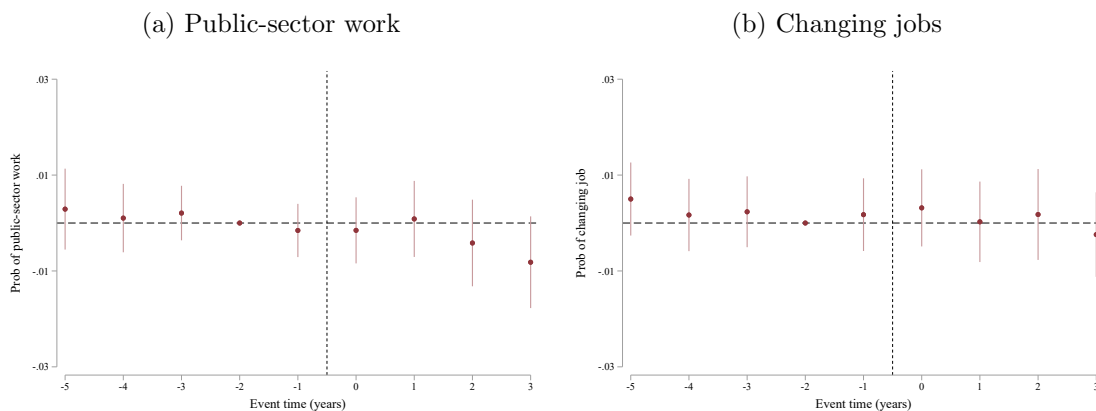 (a) Public-sector work
(b) Changing jobs
.03
.01
-.01
-.03
Prob of public-sector work
-5 -4 -3 -2 -1 0 1 2 3
Event time (years)
.03
.01
-.01
-.03
Prob of changing job
-5 -4 -3 -2 -1 0 1 2 3
Event time (years)